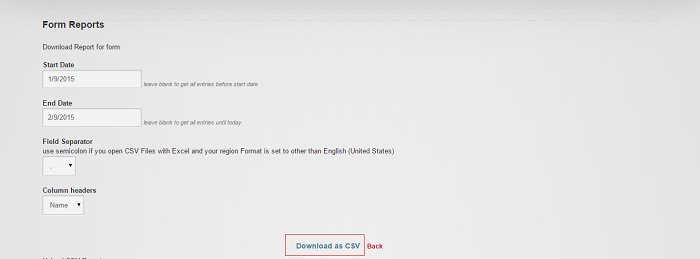 Form Reports
Download Report for form
Start Date
1/9/2015
leave blank to get all entries before start date
End Date
2/9/2015
leave blank to get all entries until today
Field Separator
use semicolon if you open CSV Files with Excel and your region Format is set to other than English (United States)
Column headers
Name
Download as CSV Back